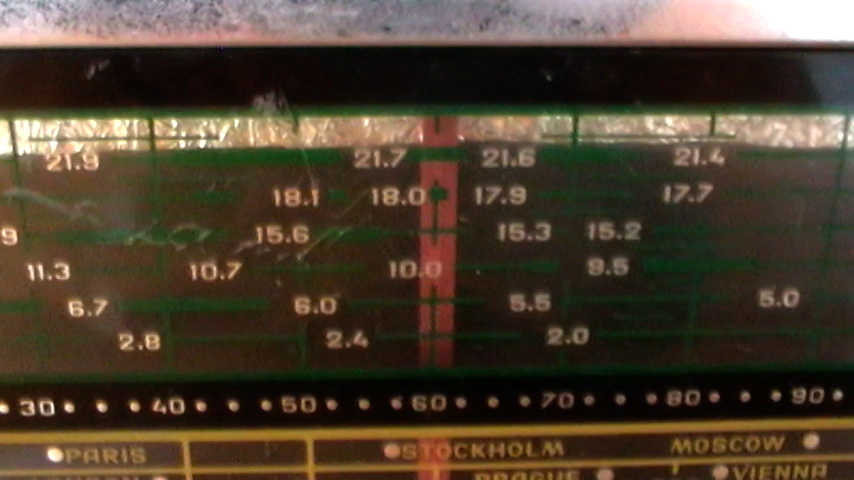 21.9 21.7 21.6 21.4
18.1 18.0 17.9 17.7
9 15.6 15.3 15.2
11.3 10.7 10.0 9.5
6.7 6.0 5.5 5.0
2.8 2.4 2.0
30 40 50 60 70 80 90
PARIS STOCKHOLM MOSCOW
PRAGUE VIENNA